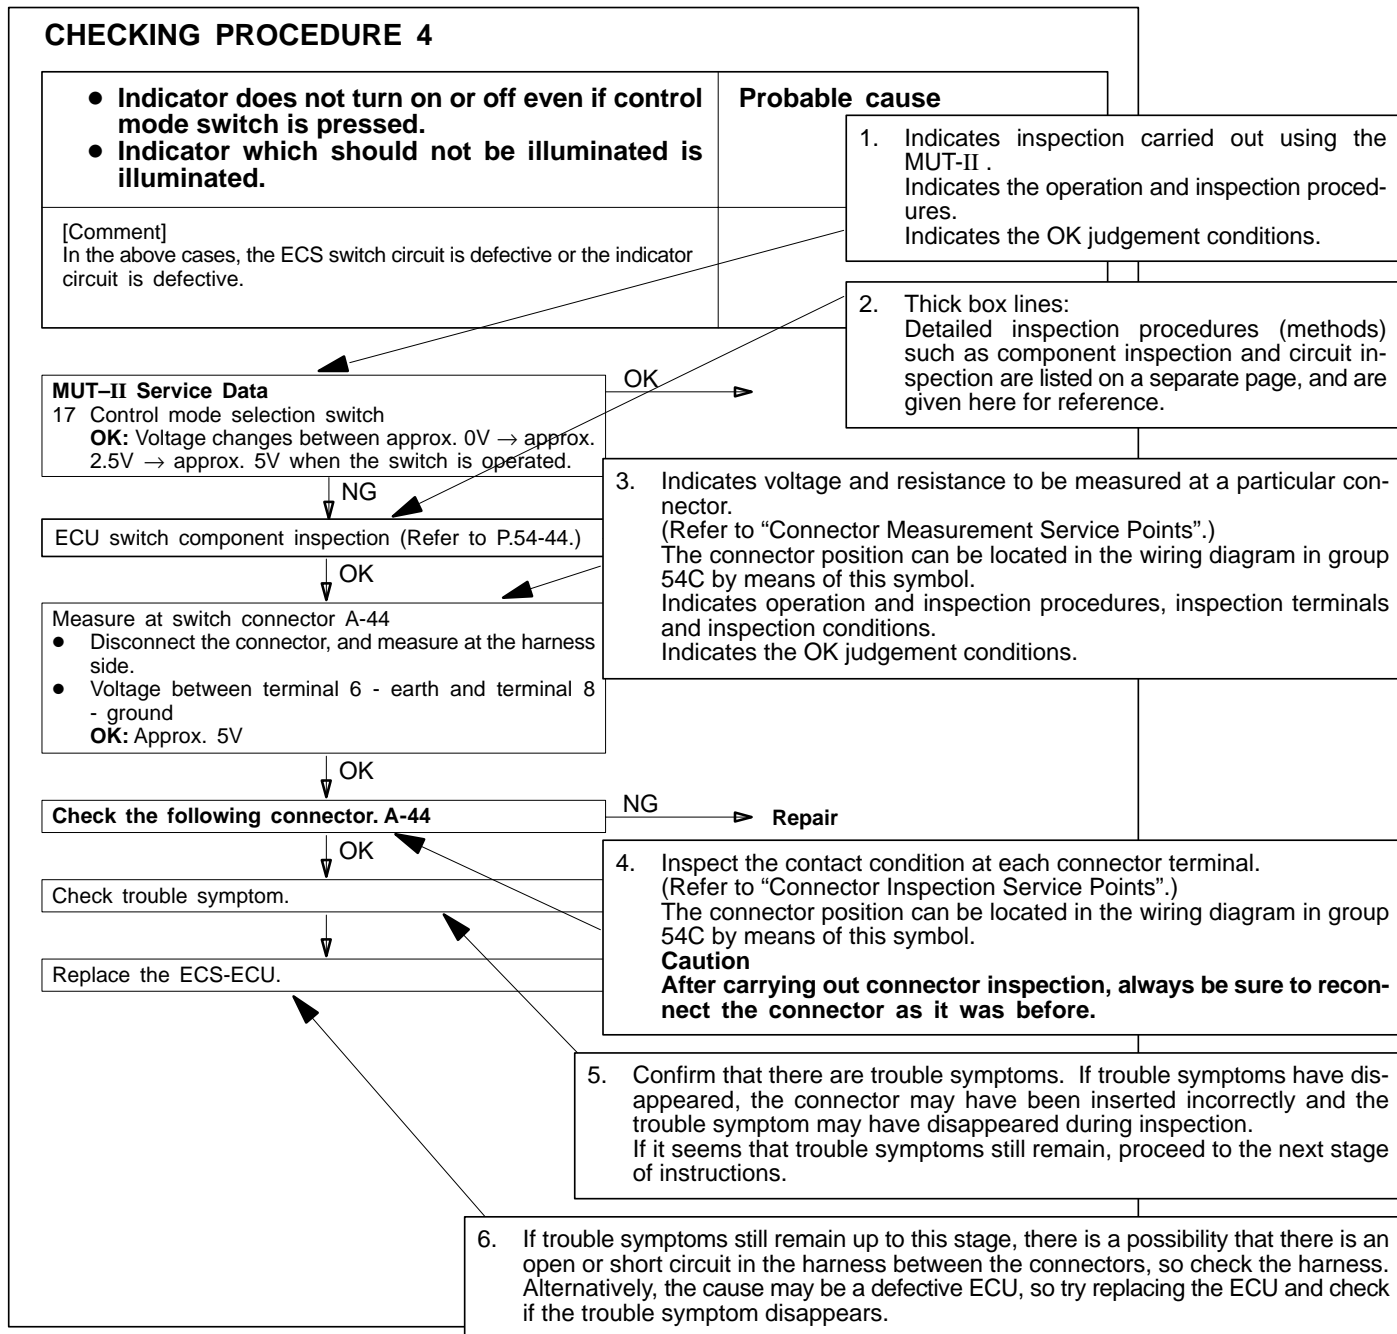 CHECKING PROCEDURE 4
● Indicator does not turn on or off even if control
mode switch is pressed.
● Indicator which should not be illuminated is
illuminated.
Probable cause
[Comment]
In the above cases, the ECS switch circuit is defective or the indicator
circuit is defective.
1. Indicates inspection carried out using the
MUT-II .
Indicates the operation and inspection proced-
ures.
Indicates the OK judgement conditions.
2. Thick box lines:
Detailed inspection procedures (methods)
such as component inspection and circuit in-
spection are listed on a separate page, and are
given here for reference.
MUT–II Service Data
17 Control mode selection switch
OK: Voltage changes between approx. 0V → approx.
2.5V → approx. 5V when the switch is operated.
OK
NG
ECU switch component inspection (Refer to P.54-44.)
OK
3. Indicates voltage and resistance to be measured at a particular con-
nector.
(Refer to “Connector Measurement Service Points”.)
The connector position can be located in the wiring diagram in group
54C by means of this symbol.
Indicates operation and inspection procedures, inspection terminals
and inspection conditions.
Indicates the OK judgement conditions.
Measure at switch connector A-44
● Disconnect the connector, and measure at the harness
side.
● Voltage between terminal 6 - earth and terminal 8
- ground
OK: Approx. 5V
OK
Check the following connector. A-44
NG
Repair
OK
Check trouble symptom.
Replace the ECS-ECU.
4. Inspect the contact condition at each connector terminal.
(Refer to “Connector Inspection Service Points”.)
The connector position can be located in the wiring diagram in group
54C by means of this symbol.
Caution
After carrying out connector inspection, always be sure to recon-
nect the connector as it was before.
5. Confirm that there are trouble symptoms. If trouble symptoms have dis-
appeared, the connector may have been inserted incorrectly and the
trouble symptom may have disappeared during inspection.
If it seems that trouble symptoms still remain, proceed to the next stage
of instructions.
6. If trouble symptoms still remain up to this stage, there is a possibility that there is an
open or short circuit in the harness between the connectors, so check the harness.
Alternatively, the cause may be a defective ECU, so try replacing the ECU and check
if the trouble symptom disappears.